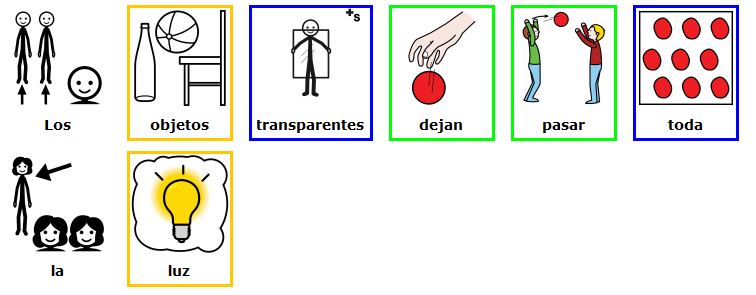 +s
Los objetos transparentes dejan pasar toda
la luz